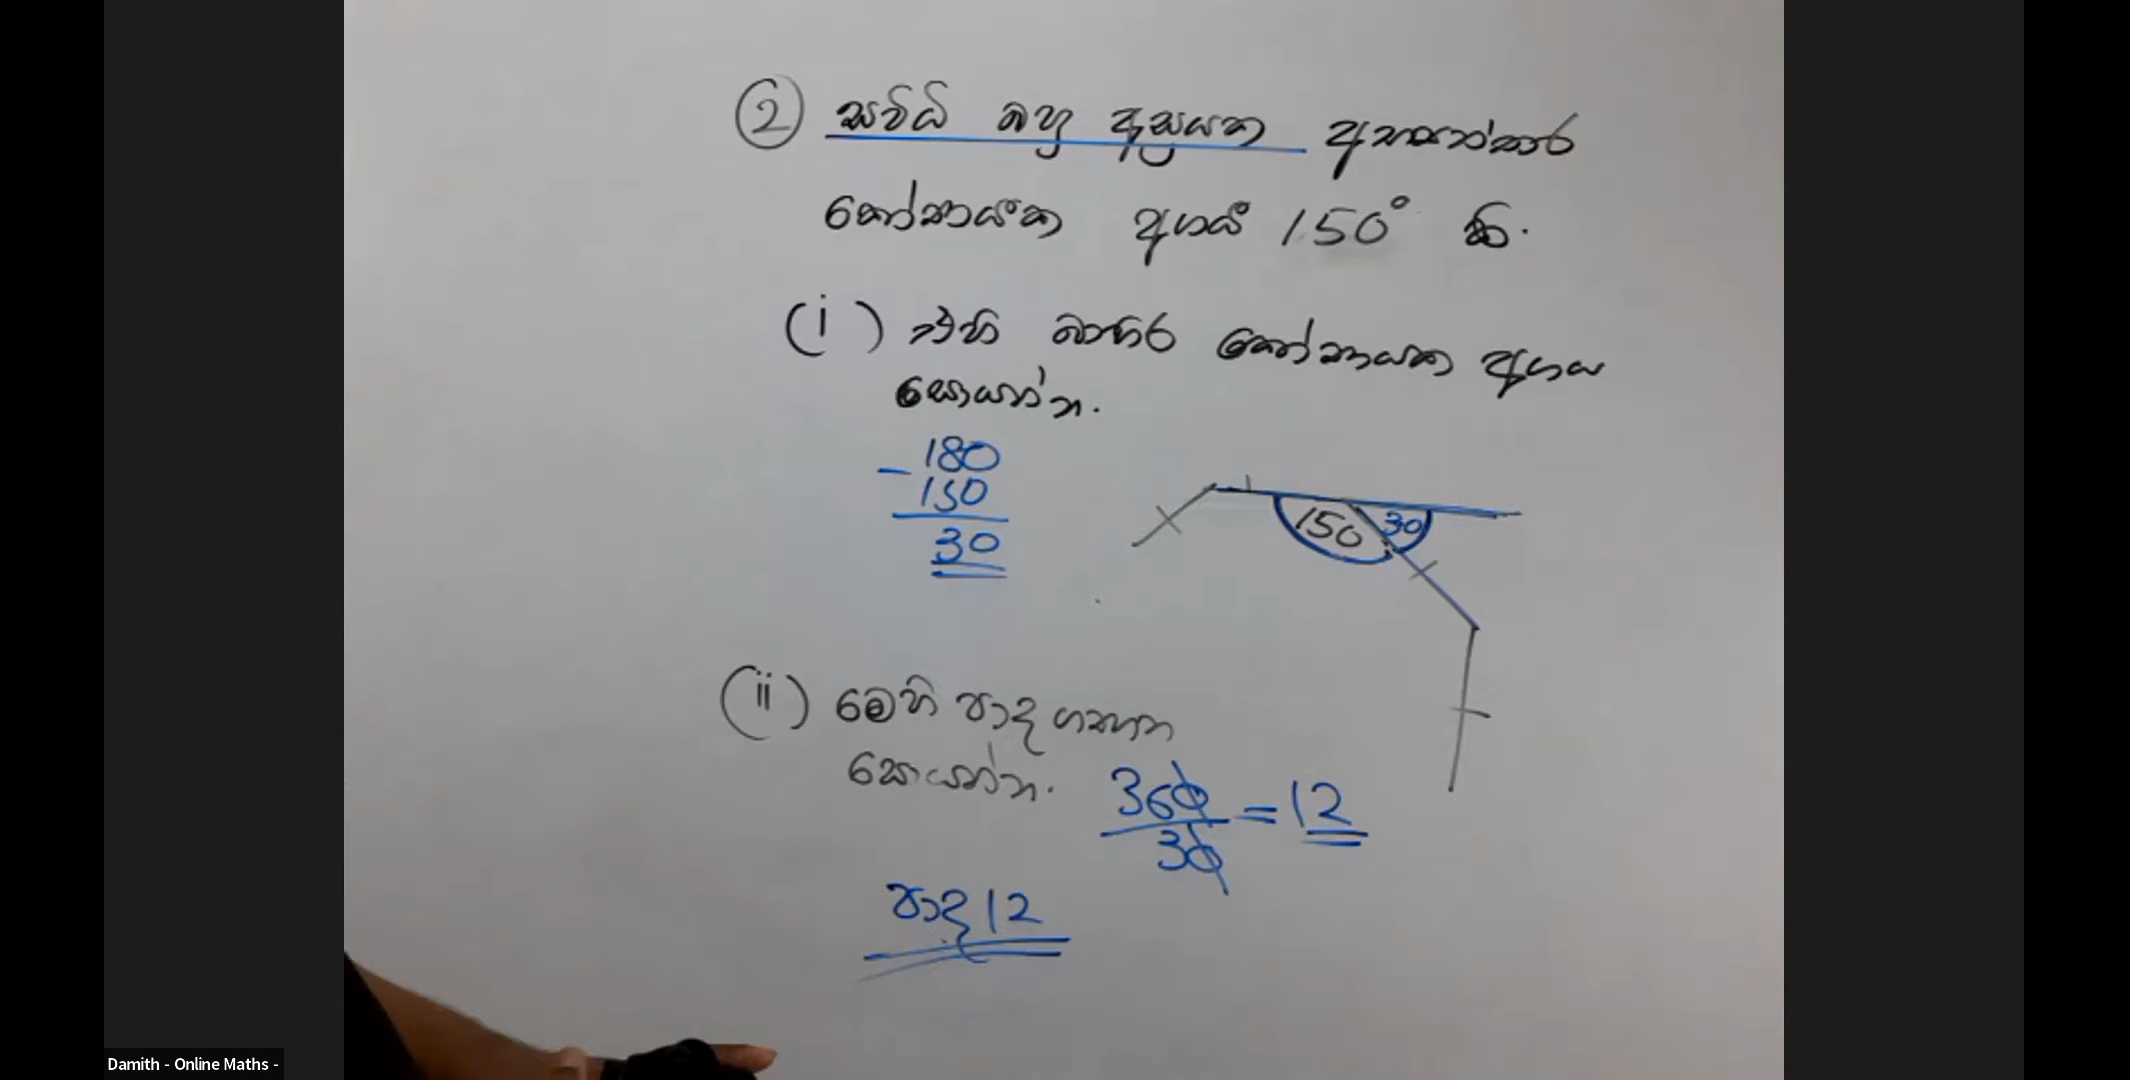 ② සවිධි බහු අස්‍රයක අභ්‍යන්තර
කෝණයක අගය 150° කි.
(i) එහි බාහිර කෝණයක අගය
සොයන්න.
- 180
150
30
150 30
(ii) මෙහි පාද ගණන
සොයන්න.
360/30 = 12
පාද 12
Damith - Online Maths -